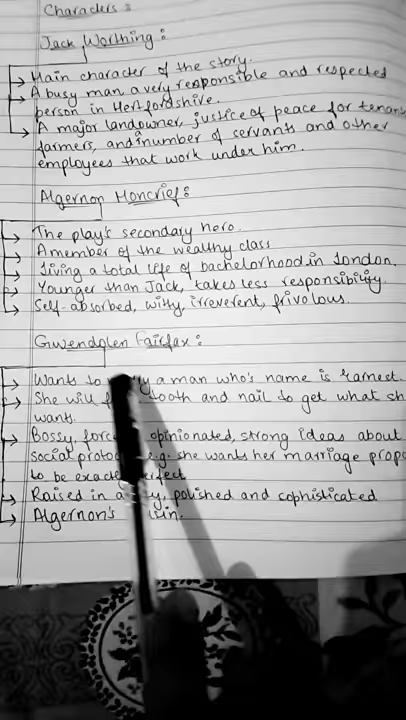 Characters :
Jack Worthing :
Main character of the story.
A busy man a very responsible and respected
person in Hertfordshire.
A major landowner, justice of peace for tenant
farmers, and a number of servants and other
employees that work under him.
Algernon Moncrief :
The play's secondary hero.
A member of the wealthy class
Living a total life of bachelorhood in London.
Younger than Jack, takes less responsibility.
Self-absorbed, witty, irreverent, frivolous.
Gwendolen Fairfax :
Wants to a man who's name is Earnest.
She will tooth and nail to get what
wants.
Bossy, opinionated, strong ideas about
social e.g. she wants her marriage
to be
Raised in a polished and sophisticated
Algernon's